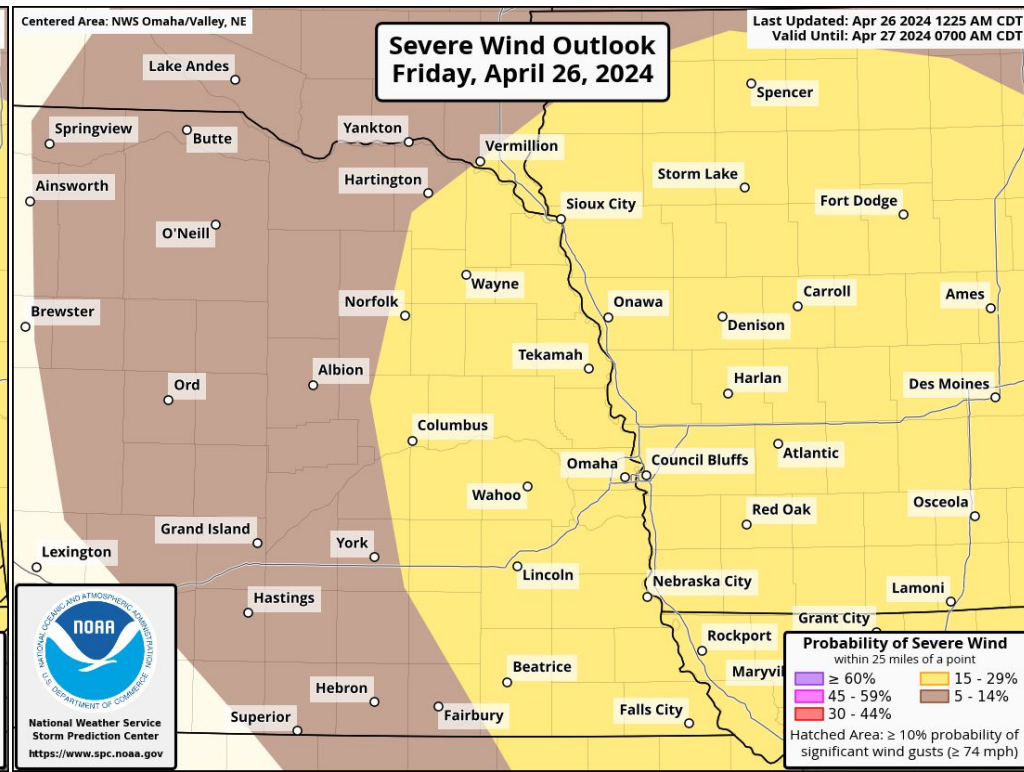 Centered Area: NWS Omaha/Valley, NE
Severe Wind Outlook
Friday, April 26, 2024
Last Updated: Apr 26 2024 1225 AM CDT
Valid Until: Apr 27 2024 0700 AM CDT
Lake Andes
Spencer
Springview
Butte
Yankton
Vermillion
Ainsworth
Hartington
Storm Lake
Sioux City
Fort Dodge
O'Neill
Wayne
Norfolk
Onawa
Carroll
Ames
Brewster
Denison
Tekamah
Albion
Harlan
Ord
Des Moines
Columbus
Omaha
Council Bluffs
Atlantic
Wahoo
Red Oak
Osceola
Grand Island
York
Lexington
Lincoln
Nebraska City
Lamoni
Hastings
Grant City
Rockport
Beatrice
Maryvil
Hebron
Fairbury
Falls City
Superior
NATIONAL OCEANIC AND ATMOSPHERIC ADMINISTRATION
NOAA
U.S. DEPARTMENT OF COMMERCE
National Weather Service
Storm Prediction Center
https://www.spc.noaa.gov
Probability of Severe Wind
within 25 miles of a point
≥ 60%
15 - 29%
45 - 59%
5 - 14%
30 - 44%
Hatched Area: ≥ 10% probability of
significant wind gusts (≥ 74 mph)